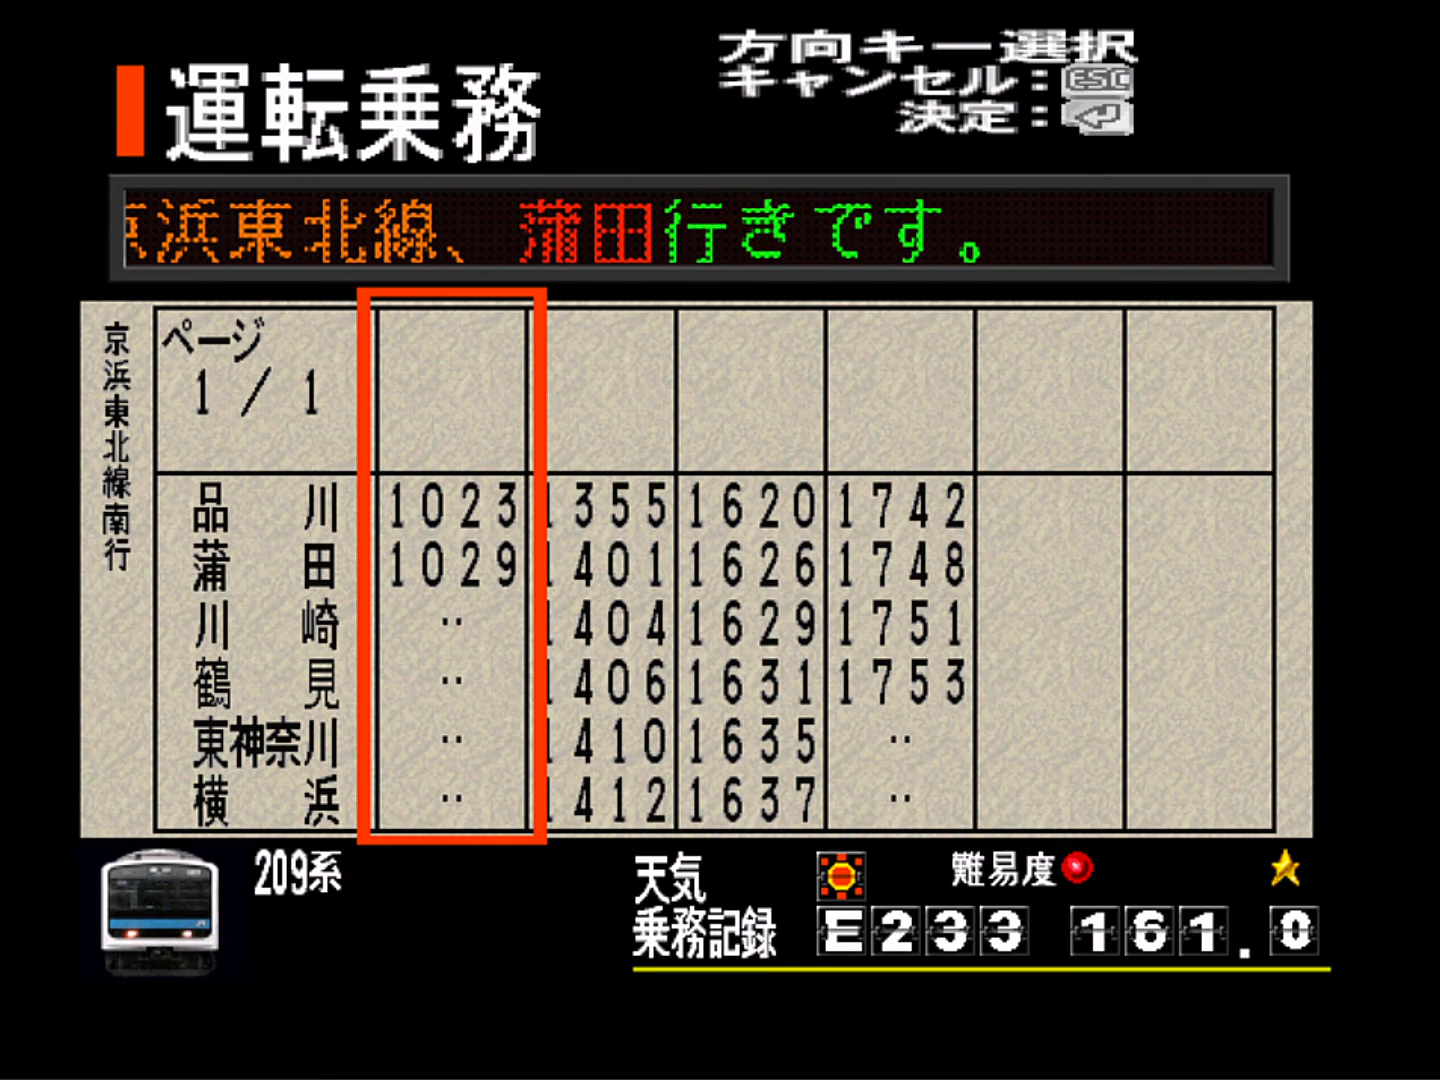 運転乗務
方向キー選択
キャンセル：ESC
決定：
京浜東北線、蒲田行きです。
京浜東北線南行
ページ
1 / 1
品川 1023 1355 1620 1742
蒲田 1029 1401 1626 1748
川崎 ‥ 1404 1629 1751
鶴見 ‥ 1406 1631 1753
東神奈川 ‥ 1410 1635 ‥
横浜 ‥ 1412 1637 ‥
209系
天気
難易度
乗務記録 E233 161.0